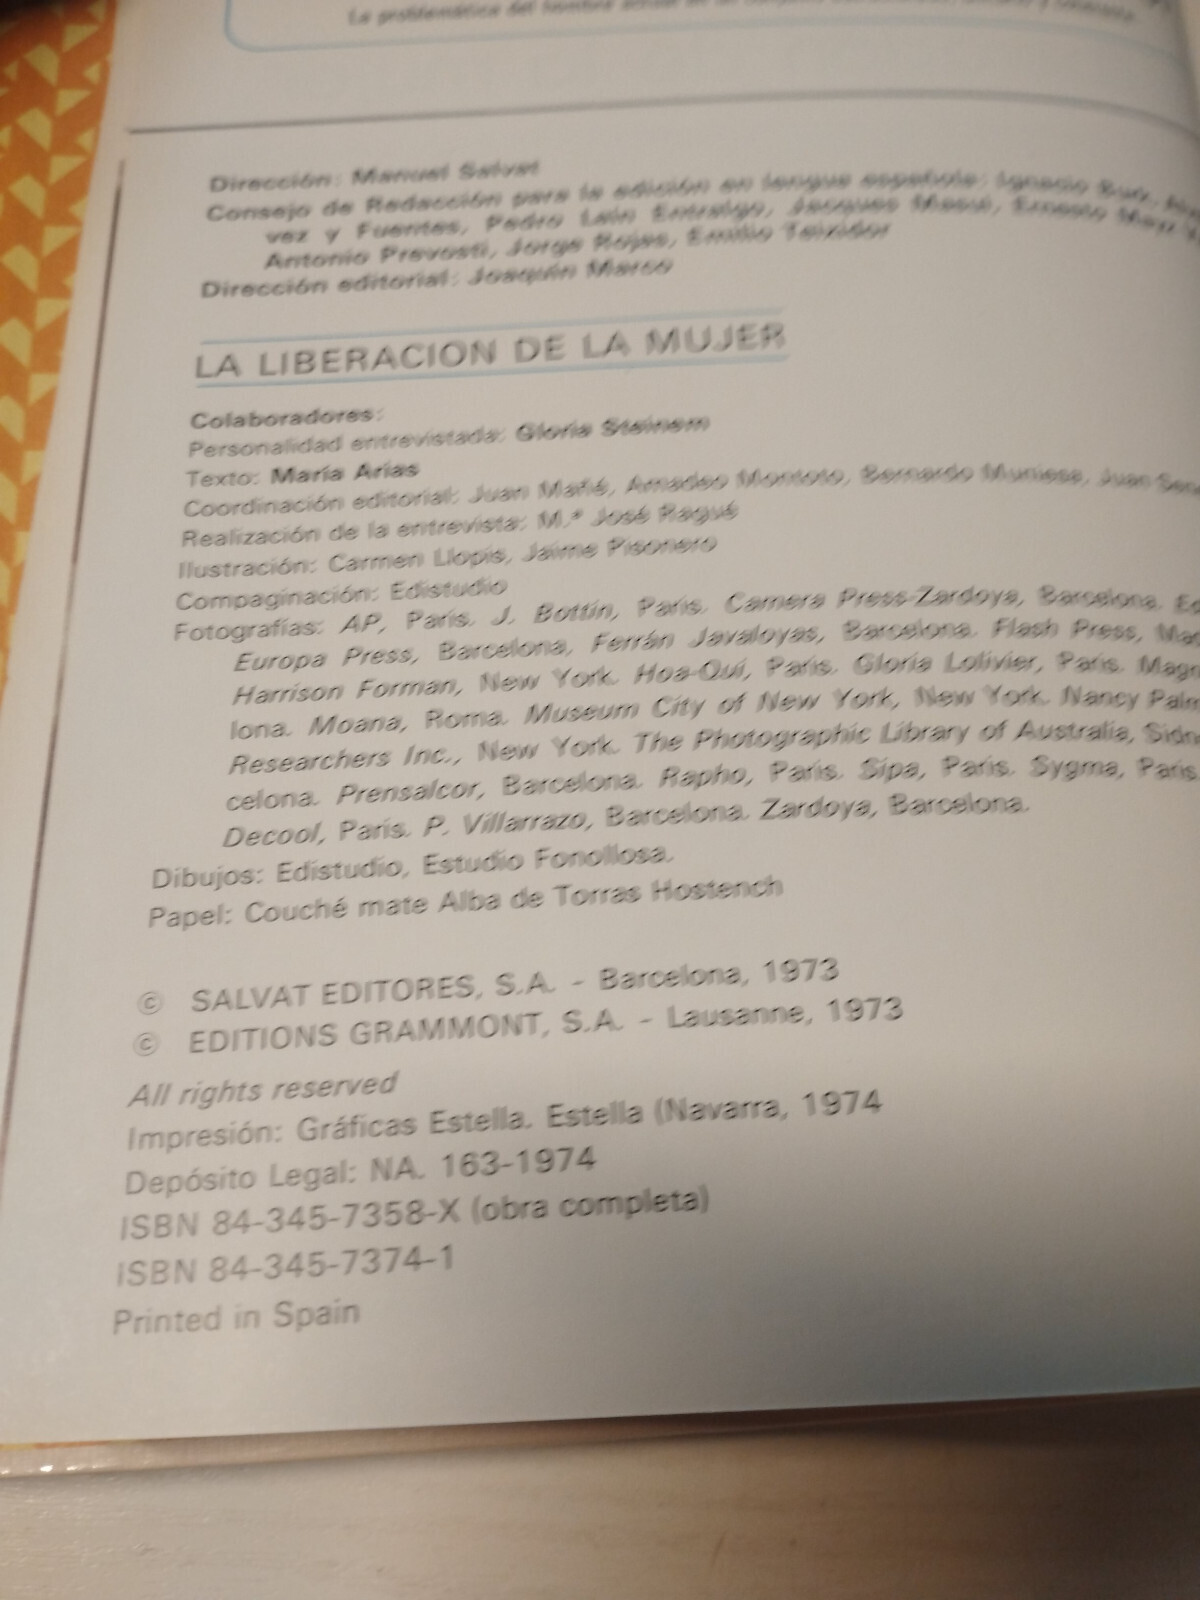 La problemática del hombre actual en un
Dirección: Manuel Salvat
Consejo de Redacción para la edición en lengua española: Ignacio
vez y Fuentes, Pedro Laín Entralgo, Jacques Ernesto
Antonio Prevosti, Jorge Rojas, Emilio Teixidor
Dirección editorial: Joaquín Marco
LA LIBERACION DE LA MUJER
Colaboradores:
Personalidad entrevistada: Gloria Steinem
Texto: María Arias
Coordinación editorial: Juan Mañé, Amadeo Montoto, Bernardo Muniesa, Juan
Realización de la entrevista: M.ª José Ragué
Ilustración: Carmen Llopis, Jaime Pisonero
Compaginación: Edistudio
Fotografías: AP, París. J. Bottin, París. Camera Press-Zardoya, Barcelona.
Europa Press, Barcelona, Ferrán Javaloyas, Barcelona. Flash Press,
Harrison Forman, New York. Hoa-Qui, París. Gloria Lolivier, París.
lona. Moana, Roma. Museum City of New York, New York. Nancy
Researchers Inc., New York. The Photographic Library of Australia,
celona. Prensalcor, Barcelona. Rapho, París. Sipa, París. Sygma, París.
Decool, París. P. Villarrazo, Barcelona. Zardoya, Barcelona.
Dibujos: Edistudio, Estudio Fonollosa.
Papel: Couché mate Alba de Torras Hostench
© SALVAT EDITORES, S.A. - Barcelona, 1973
© EDITIONS GRAMMONT, S.A. - Lausanne, 1973
All rights reserved
Impresión: Gráficas Estella. Estella (Navarra, 1974
Depósito Legal: NA. 163-1974
ISBN 84-345-7358-X (obra completa)
ISBN 84-345-7374-1
Printed in Spain